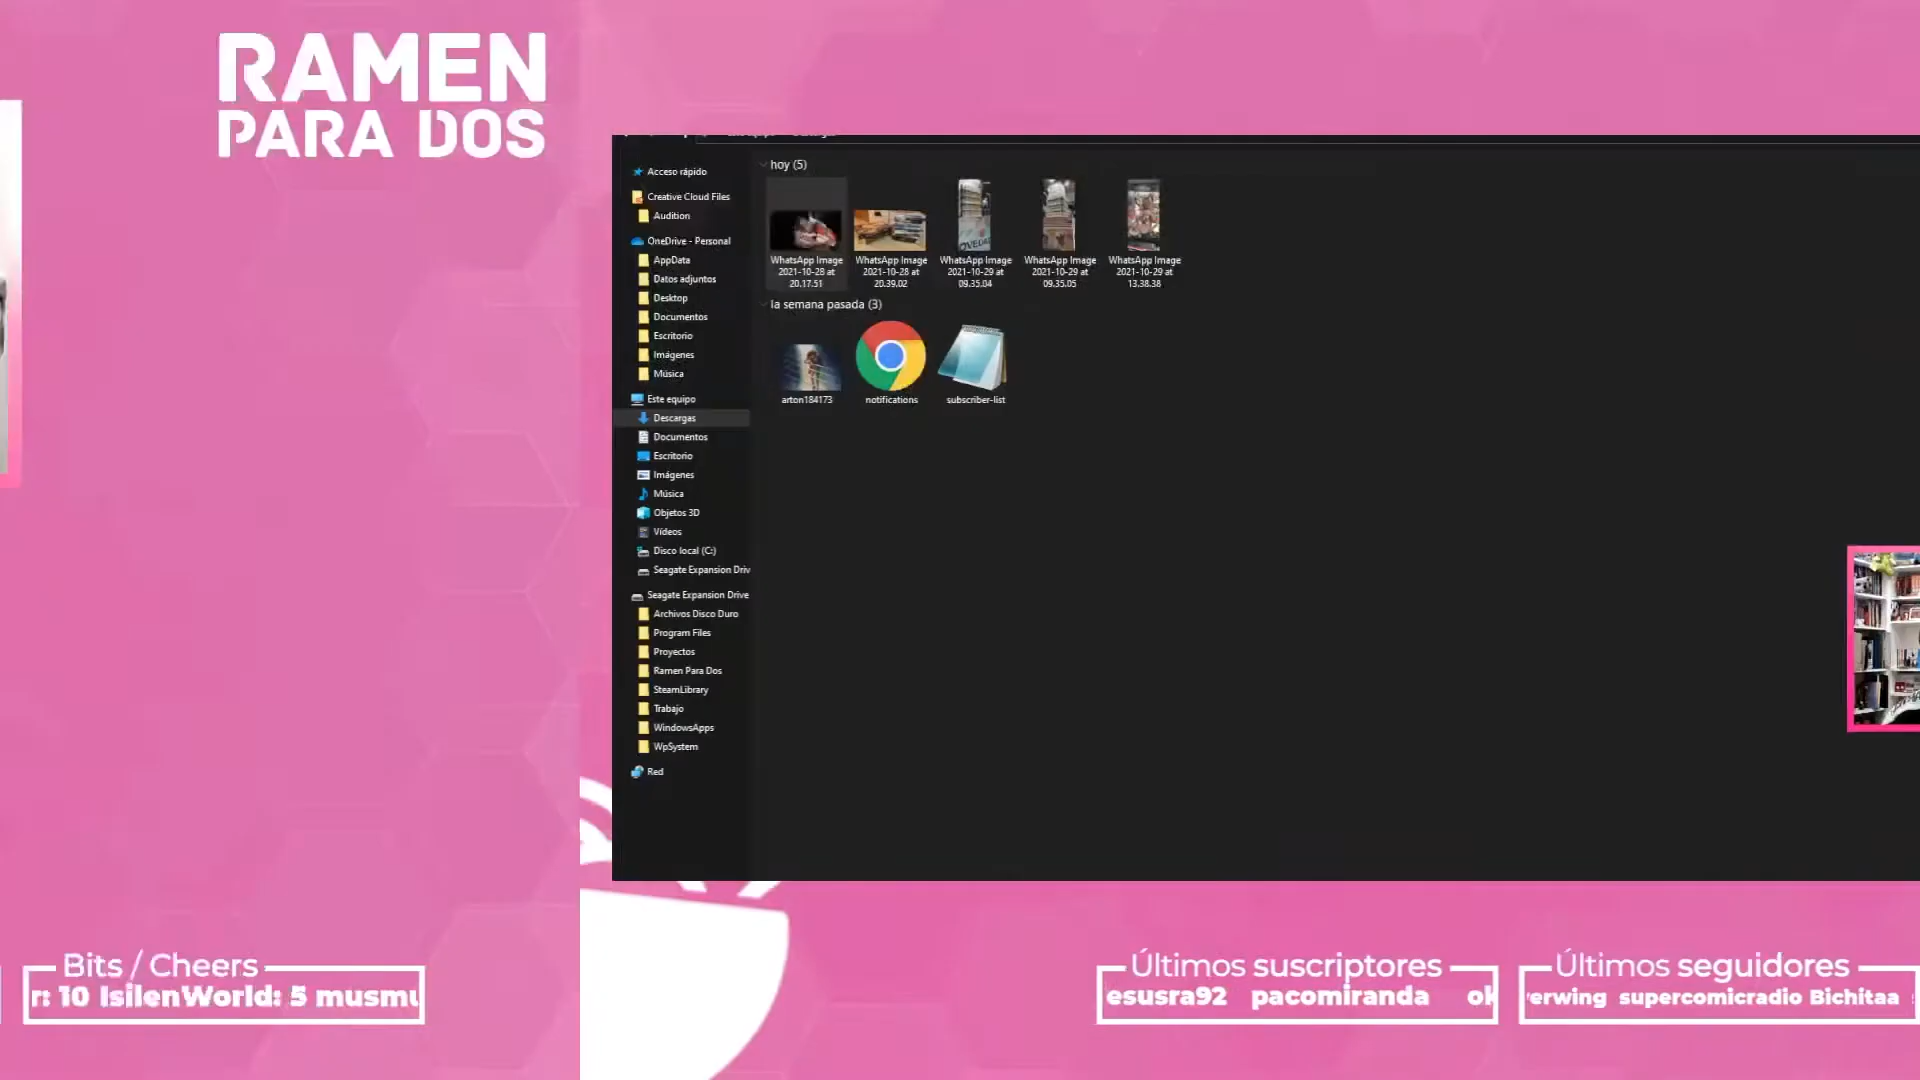 RAMEN
PARA DOS
Acceso rápido
Creative Cloud Files
Audition
OneDrive - Personal
AppData
Datos adjuntos
Desktop
Documentos
Escritorio
Imágenes
Música
Este equipo
Descargas
Documentos
Escritorio
Imágenes
Música
Objetos 3D
Vídeos
Disco local (C:)
Seagate Expansion Driv
Seagate Expansion Drive
Archivos Disco Duro
Program Files
Proyectos
Ramen Para Dos
SteamLibrary
Trabajo
WindowsApps
WpSystem
Red
hoy (5)
WhatsApp Image
2021-10-28 at
20.17.51
WhatsApp Image
2021-10-28 at
20.39.02
WhatsApp Image
2021-10-29 at
09.35.04
WhatsApp Image
2021-10-29 at
09.35.05
WhatsApp Image
2021-10-29 at
13.38.38
la semana pasada (3)
arton184173
notifications
subscriber-list
Bits / Cheers
r: 10 IsilenWorld: 5 musmu
Últimos suscriptores
esusra92 pacomiranda ok
Últimos seguidores
erwing supercomicradio Bichitaa